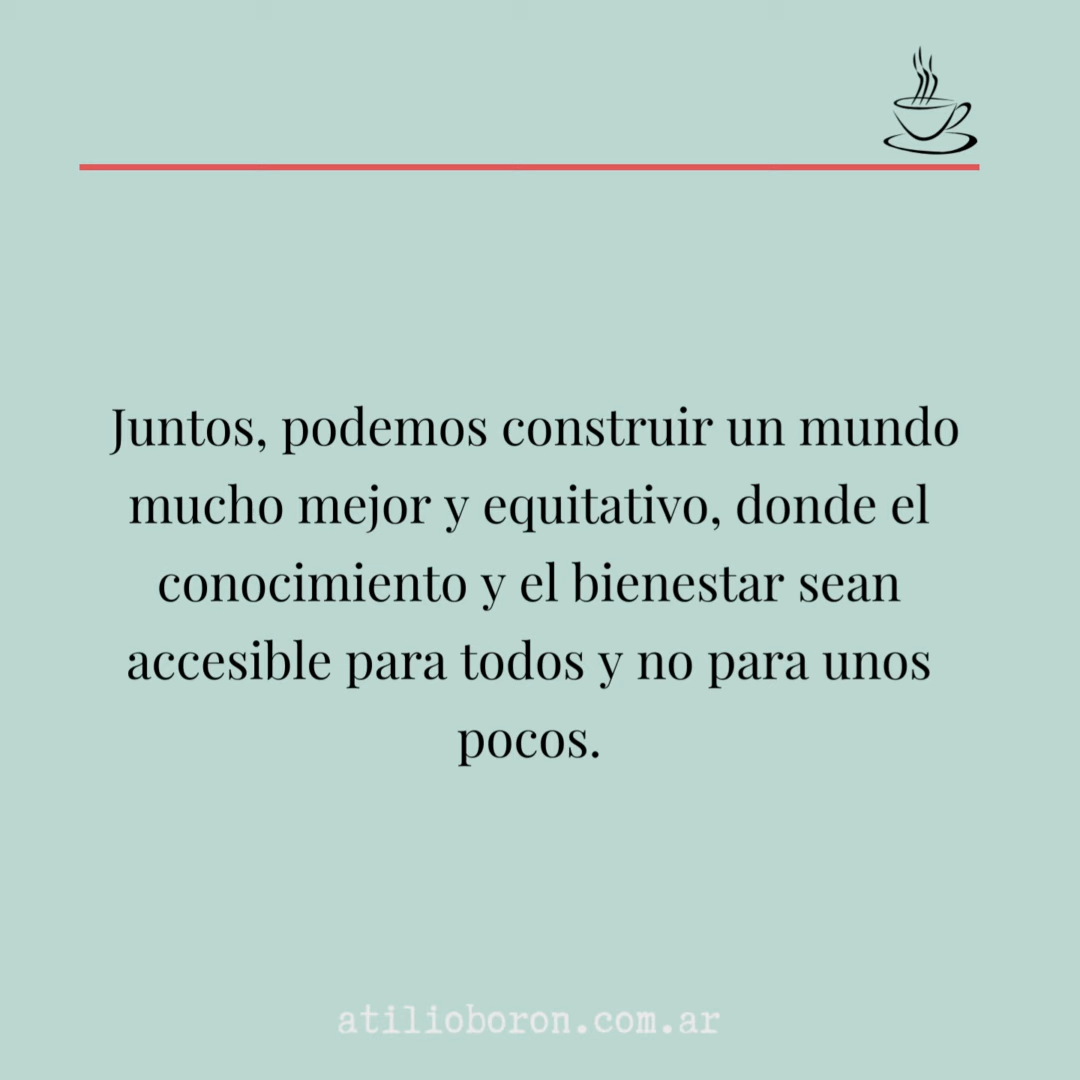 Juntos, podemos construir un mundo
mucho mejor y equitativo, donde el
conocimiento y el bienestar sean
accesible para todos y no para unos
pocos.
atilioboron.com.ar